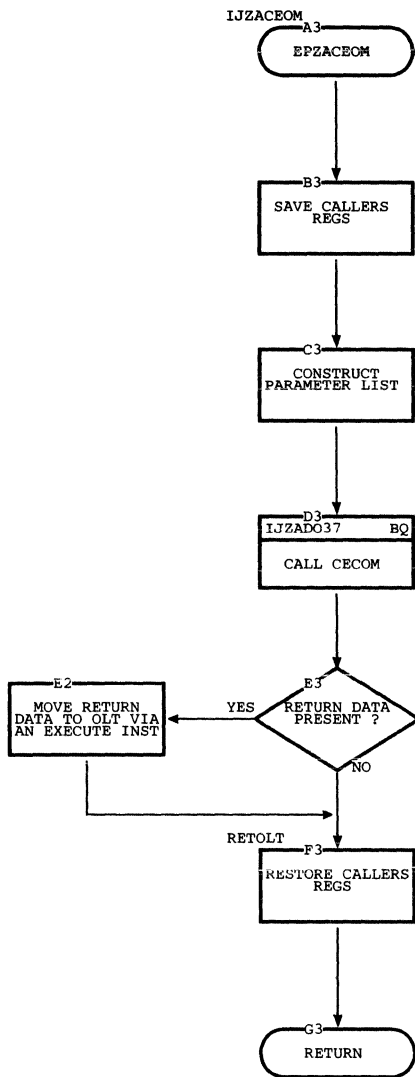 IJZACEOM
A3
EPZACEOM
B3
SAVE CALLERS
REGS
C3
CONSTRUCT
PARAMETER LIST
D3
IJZADO37 BQ
CALL CECOM
E3
RETURN DATA
PRESENT ?
YES
E2
MOVE RETURN
DATA TO OLT VIA
AN EXECUTE INST
NO
RETOLT
F3
RESTORE CALLERS
REGS
G3
RETURN